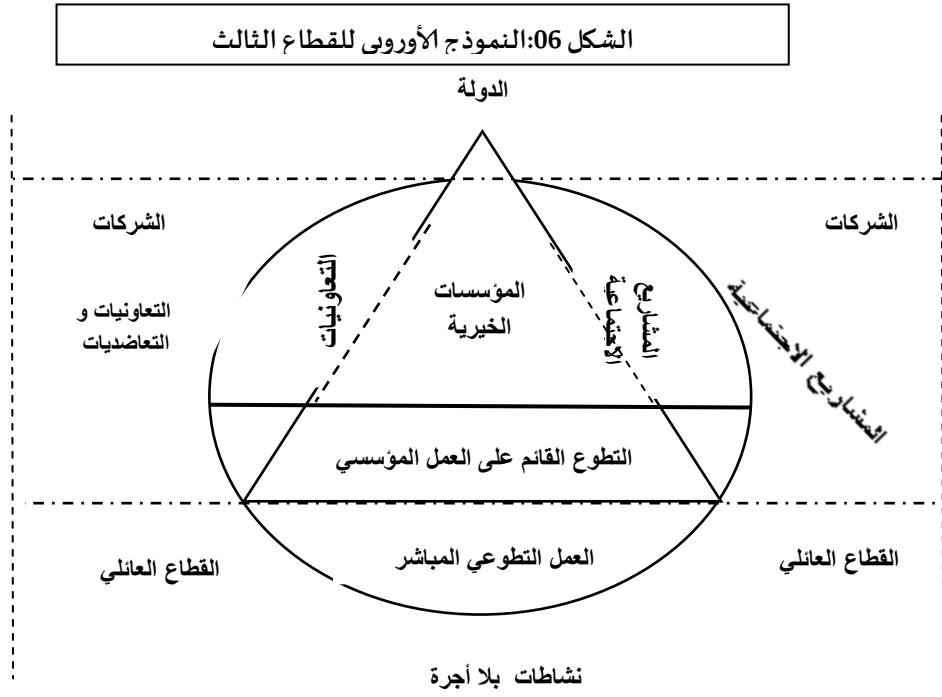 الشكل 06:النموذج الأوروبي للقطاع الثالث
الدولة
الشركات
الشركات
التعاونيات
المؤسسات
الخيرية
المشاريع
الاجتماعية
المشاريع الاجتماعية
التعاونيات و
التعاضديات
التطوع القائم على العمل المؤسسي
القطاع العائلي
العمل التطوعي المباشر
القطاع العائلي
نشاطات بلا أجرة